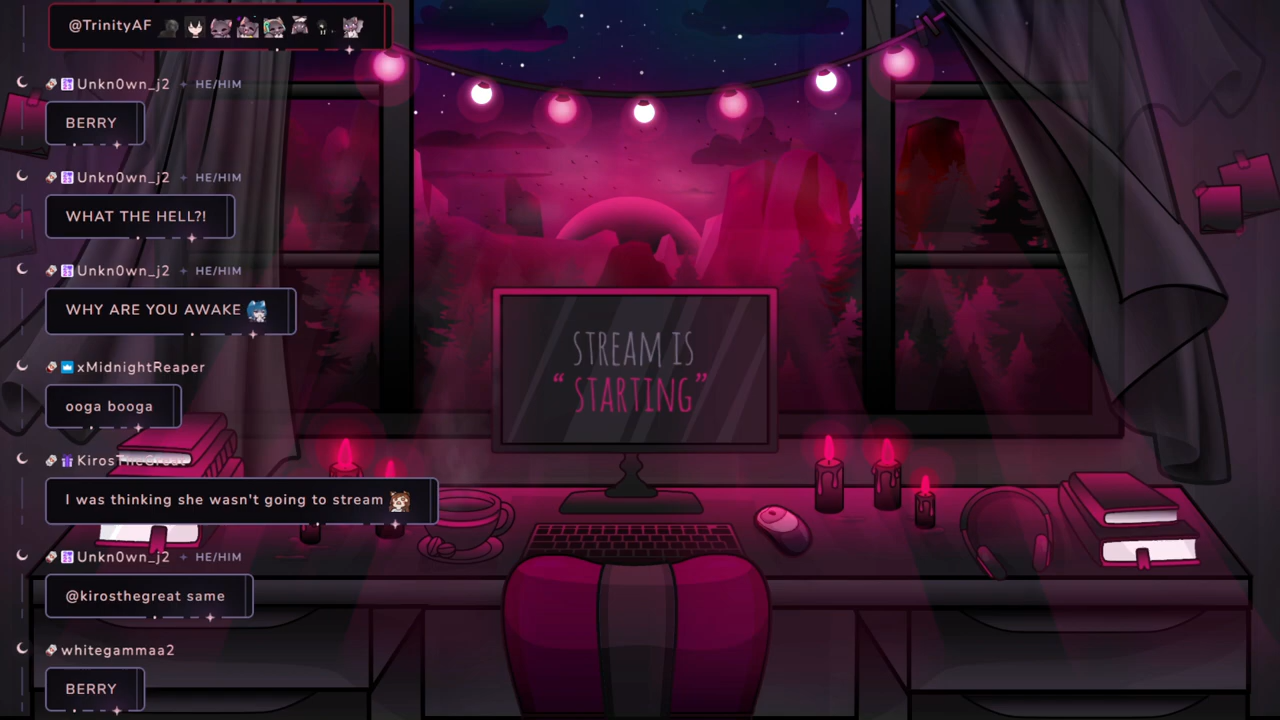 @TrinityAF
Unkn0wn_j2 HE/HIM
BERRY
Unkn0wn_j2 HE/HIM
WHAT THE HELL?!
Unkn0wn_j2 HE/HIM
WHY ARE YOU AWAKE
xMidnightReaper
ooga booga
KirosTheGreat
I was thinking she wasn't going to stream
Unkn0wn_j2 HE/HIM
@kirosthegreat same
whitegammaa2
BERRY
STREAM IS
“ STARTING”